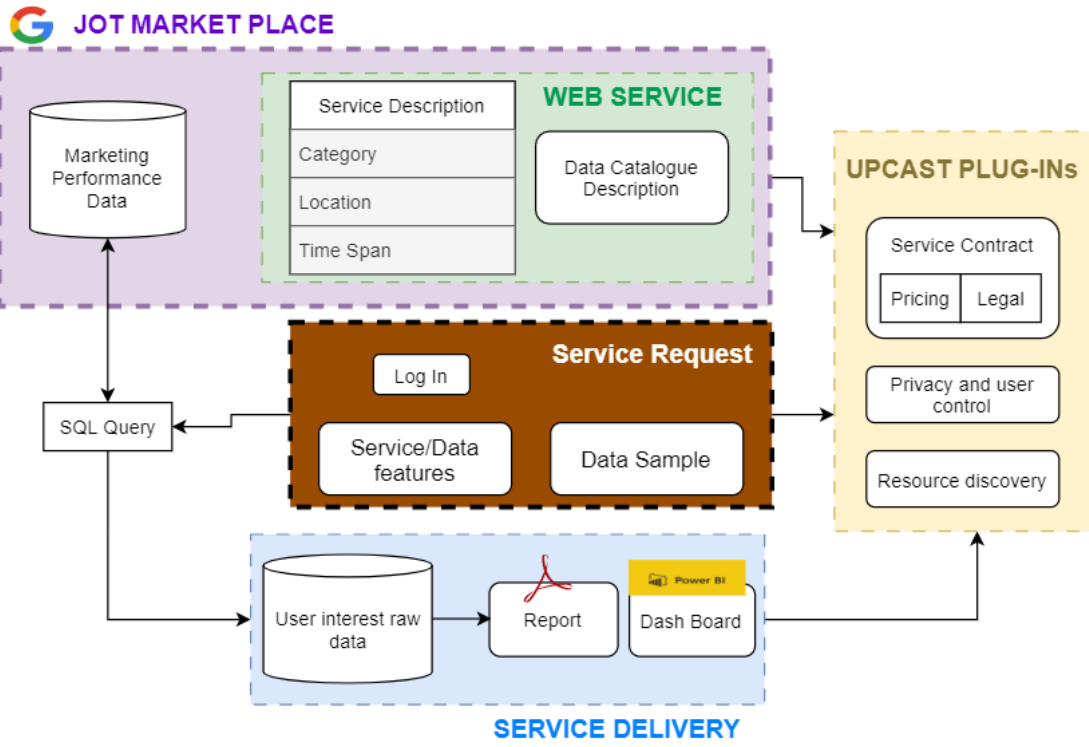 G JOT MARKET PLACE
Service Description
Category
Location
Time Span
WEB SERVICE
Data Catalogue
Description
Marketing
Performance
Data
UPCAST PLUG-INs
Service Contract
Pricing
Legal
Privacy and user
control
Resource discovery
Service Request
Log In
Service/Data
features
Data Sample
SQL Query
User interest raw
data
Report
Power BI
Dash Board
SERVICE DELIVERY